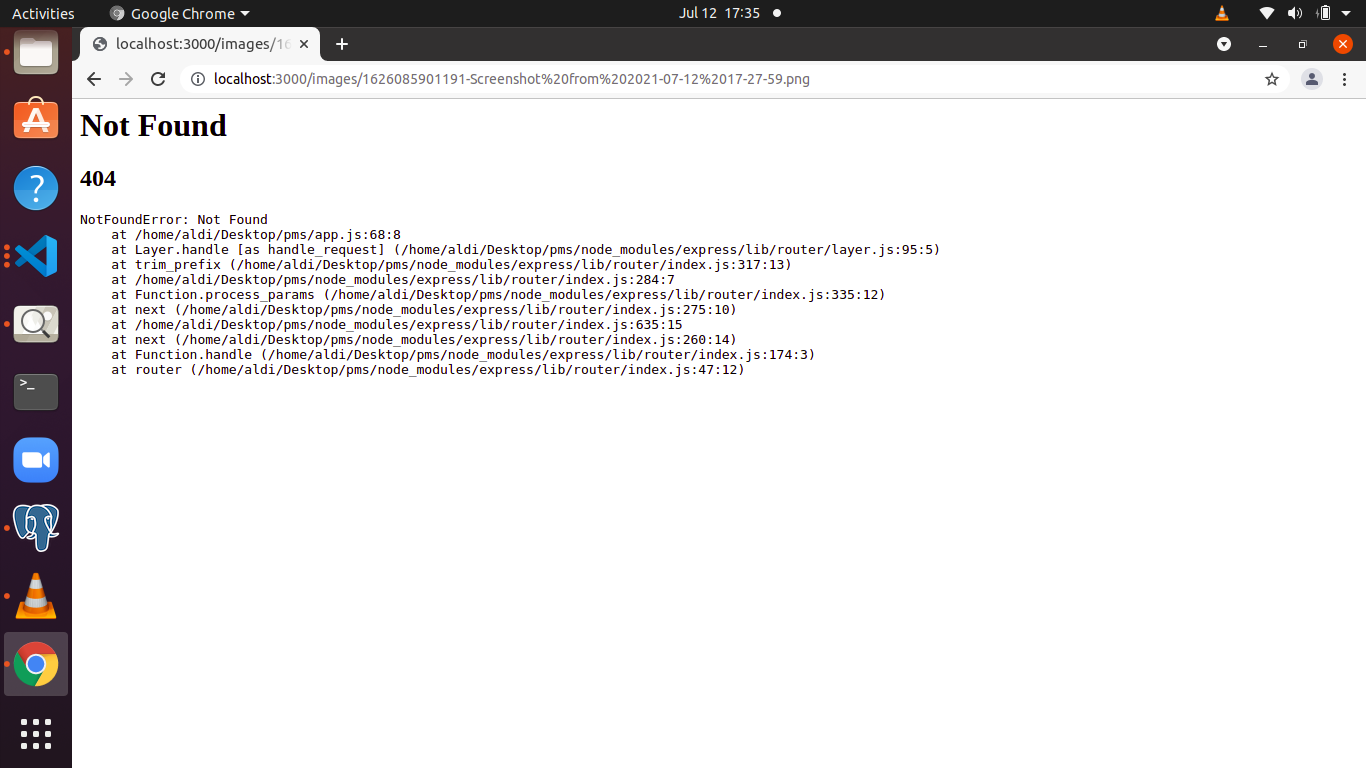 Activities
Google Chrome
Jul 12 17:35
localhost:3000/images/16
localhost:3000/images/1626085901191-Screenshot%20from%202021-07-12%2017-27-59.png
Not Found
404
NotFoundError: Not Found
at /home/aldi/Desktop/pms/app.js:68:8
at Layer.handle [as handle_request] (/home/aldi/Desktop/pms/node_modules/express/lib/router/layer.js:95:5)
at trim_prefix (/home/aldi/Desktop/pms/node_modules/express/lib/router/index.js:317:13)
at /home/aldi/Desktop/pms/node_modules/express/lib/router/index.js:284:7
at Function.process_params (/home/aldi/Desktop/pms/node_modules/express/lib/router/index.js:335:12)
at next (/home/aldi/Desktop/pms/node_modules/express/lib/router/index.js:275:10)
at /home/aldi/Desktop/pms/node_modules/express/lib/router/index.js:635:15
at next (/home/aldi/Desktop/pms/node_modules/express/lib/router/index.js:260:14)
at Function.handle (/home/aldi/Desktop/pms/node_modules/express/lib/router/index.js:174:3)
at router (/home/aldi/Desktop/pms/node_modules/express/lib/router/index.js:47:12)